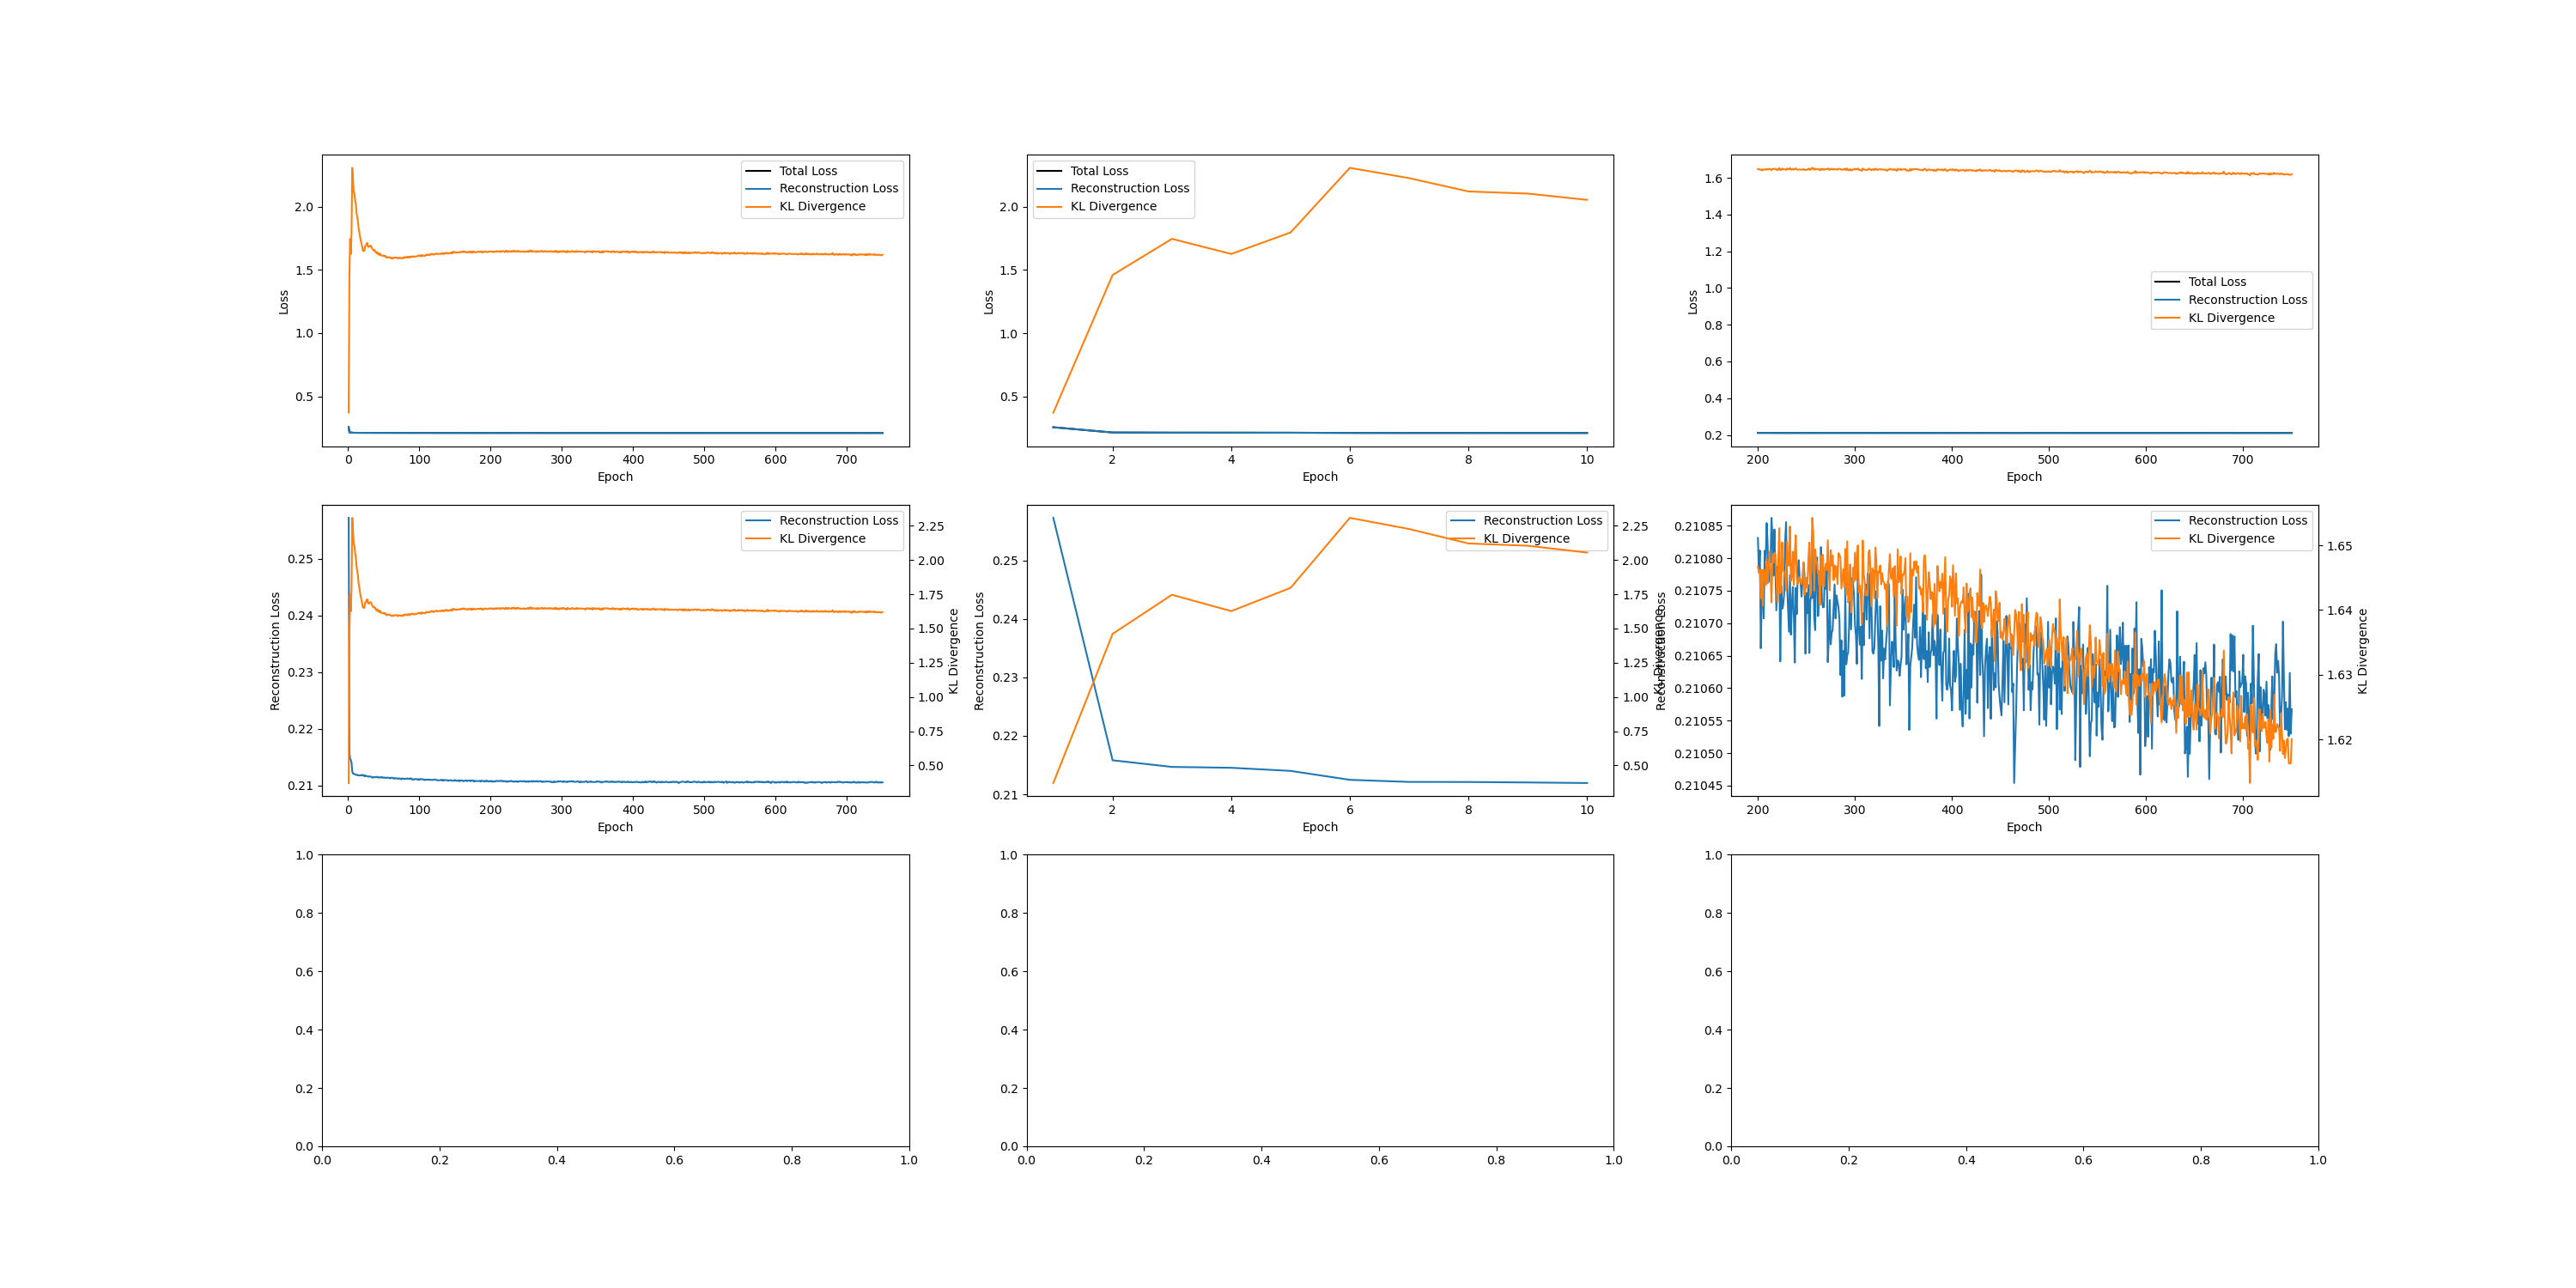 Total Loss
Reconstruction Loss
KL Divergence
Loss
2.0
1.5
1.0
0.5
0 100 200 300 400 500 600 700
Epoch
Total Loss
Reconstruction Loss
KL Divergence
Loss
2.0
1.5
1.0
0.5
2 4 6 8 10
Epoch
Total Loss
Reconstruction Loss
KL Divergence
Loss
1.6
1.4
1.2
1.0
0.8
0.6
0.4
0.2
200 300 400 500 600 700
Epoch
Reconstruction Loss
KL Divergence
Reconstruction Loss
0.25
0.24
0.23
0.22
0.21
2.25
2.00
1.75
1.50
1.25
1.00
0.75
0.50
KL Divergence
0 100 200 300 400 500 600 700
Epoch
Reconstruction Loss
KL Divergence
Reconstruction Loss
0.25
0.24
0.23
0.22
0.21
2.25
2.00
1.75
1.50
1.25
1.00
0.75
0.50
KL Divergence
2 4 6 8 10
Epoch
Reconstruction Loss
KL Divergence
Reconstruction Loss
0.21085
0.21080
0.21075
0.21070
0.21065
0.21060
0.21055
0.21050
0.21045
1.65
1.64
1.63
1.62
KL Divergence
200 300 400 500 600 700
Epoch
1.0
0.8
0.6
0.4
0.2
0.0
0.0 0.2 0.4 0.6 0.8 1.0
1.0
0.8
0.6
0.4
0.2
0.0
0.0 0.2 0.4 0.6 0.8 1.0
1.0
0.8
0.6
0.4
0.2
0.0
0.0 0.2 0.4 0.6 0.8 1.0